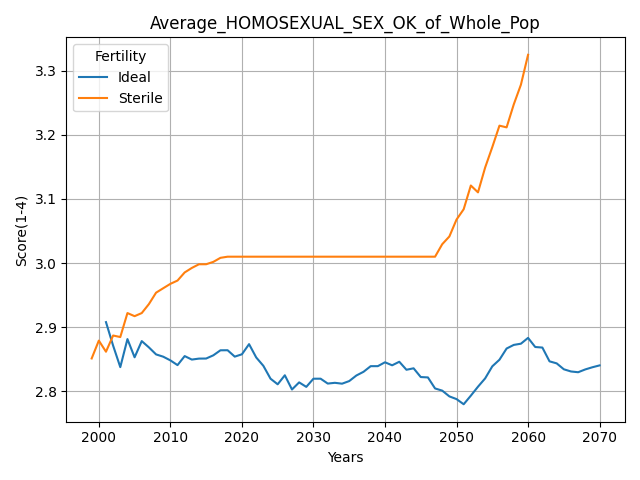 Average_HOMOSEXUAL_SEX_OK_of_Whole_Pop
Fertility
Ideal
Sterile
Score(1-4)
3.3
3.2
3.1
3.0
2.9
2.8
2000 2010 2020 2030 2040 2050 2060 2070
Years